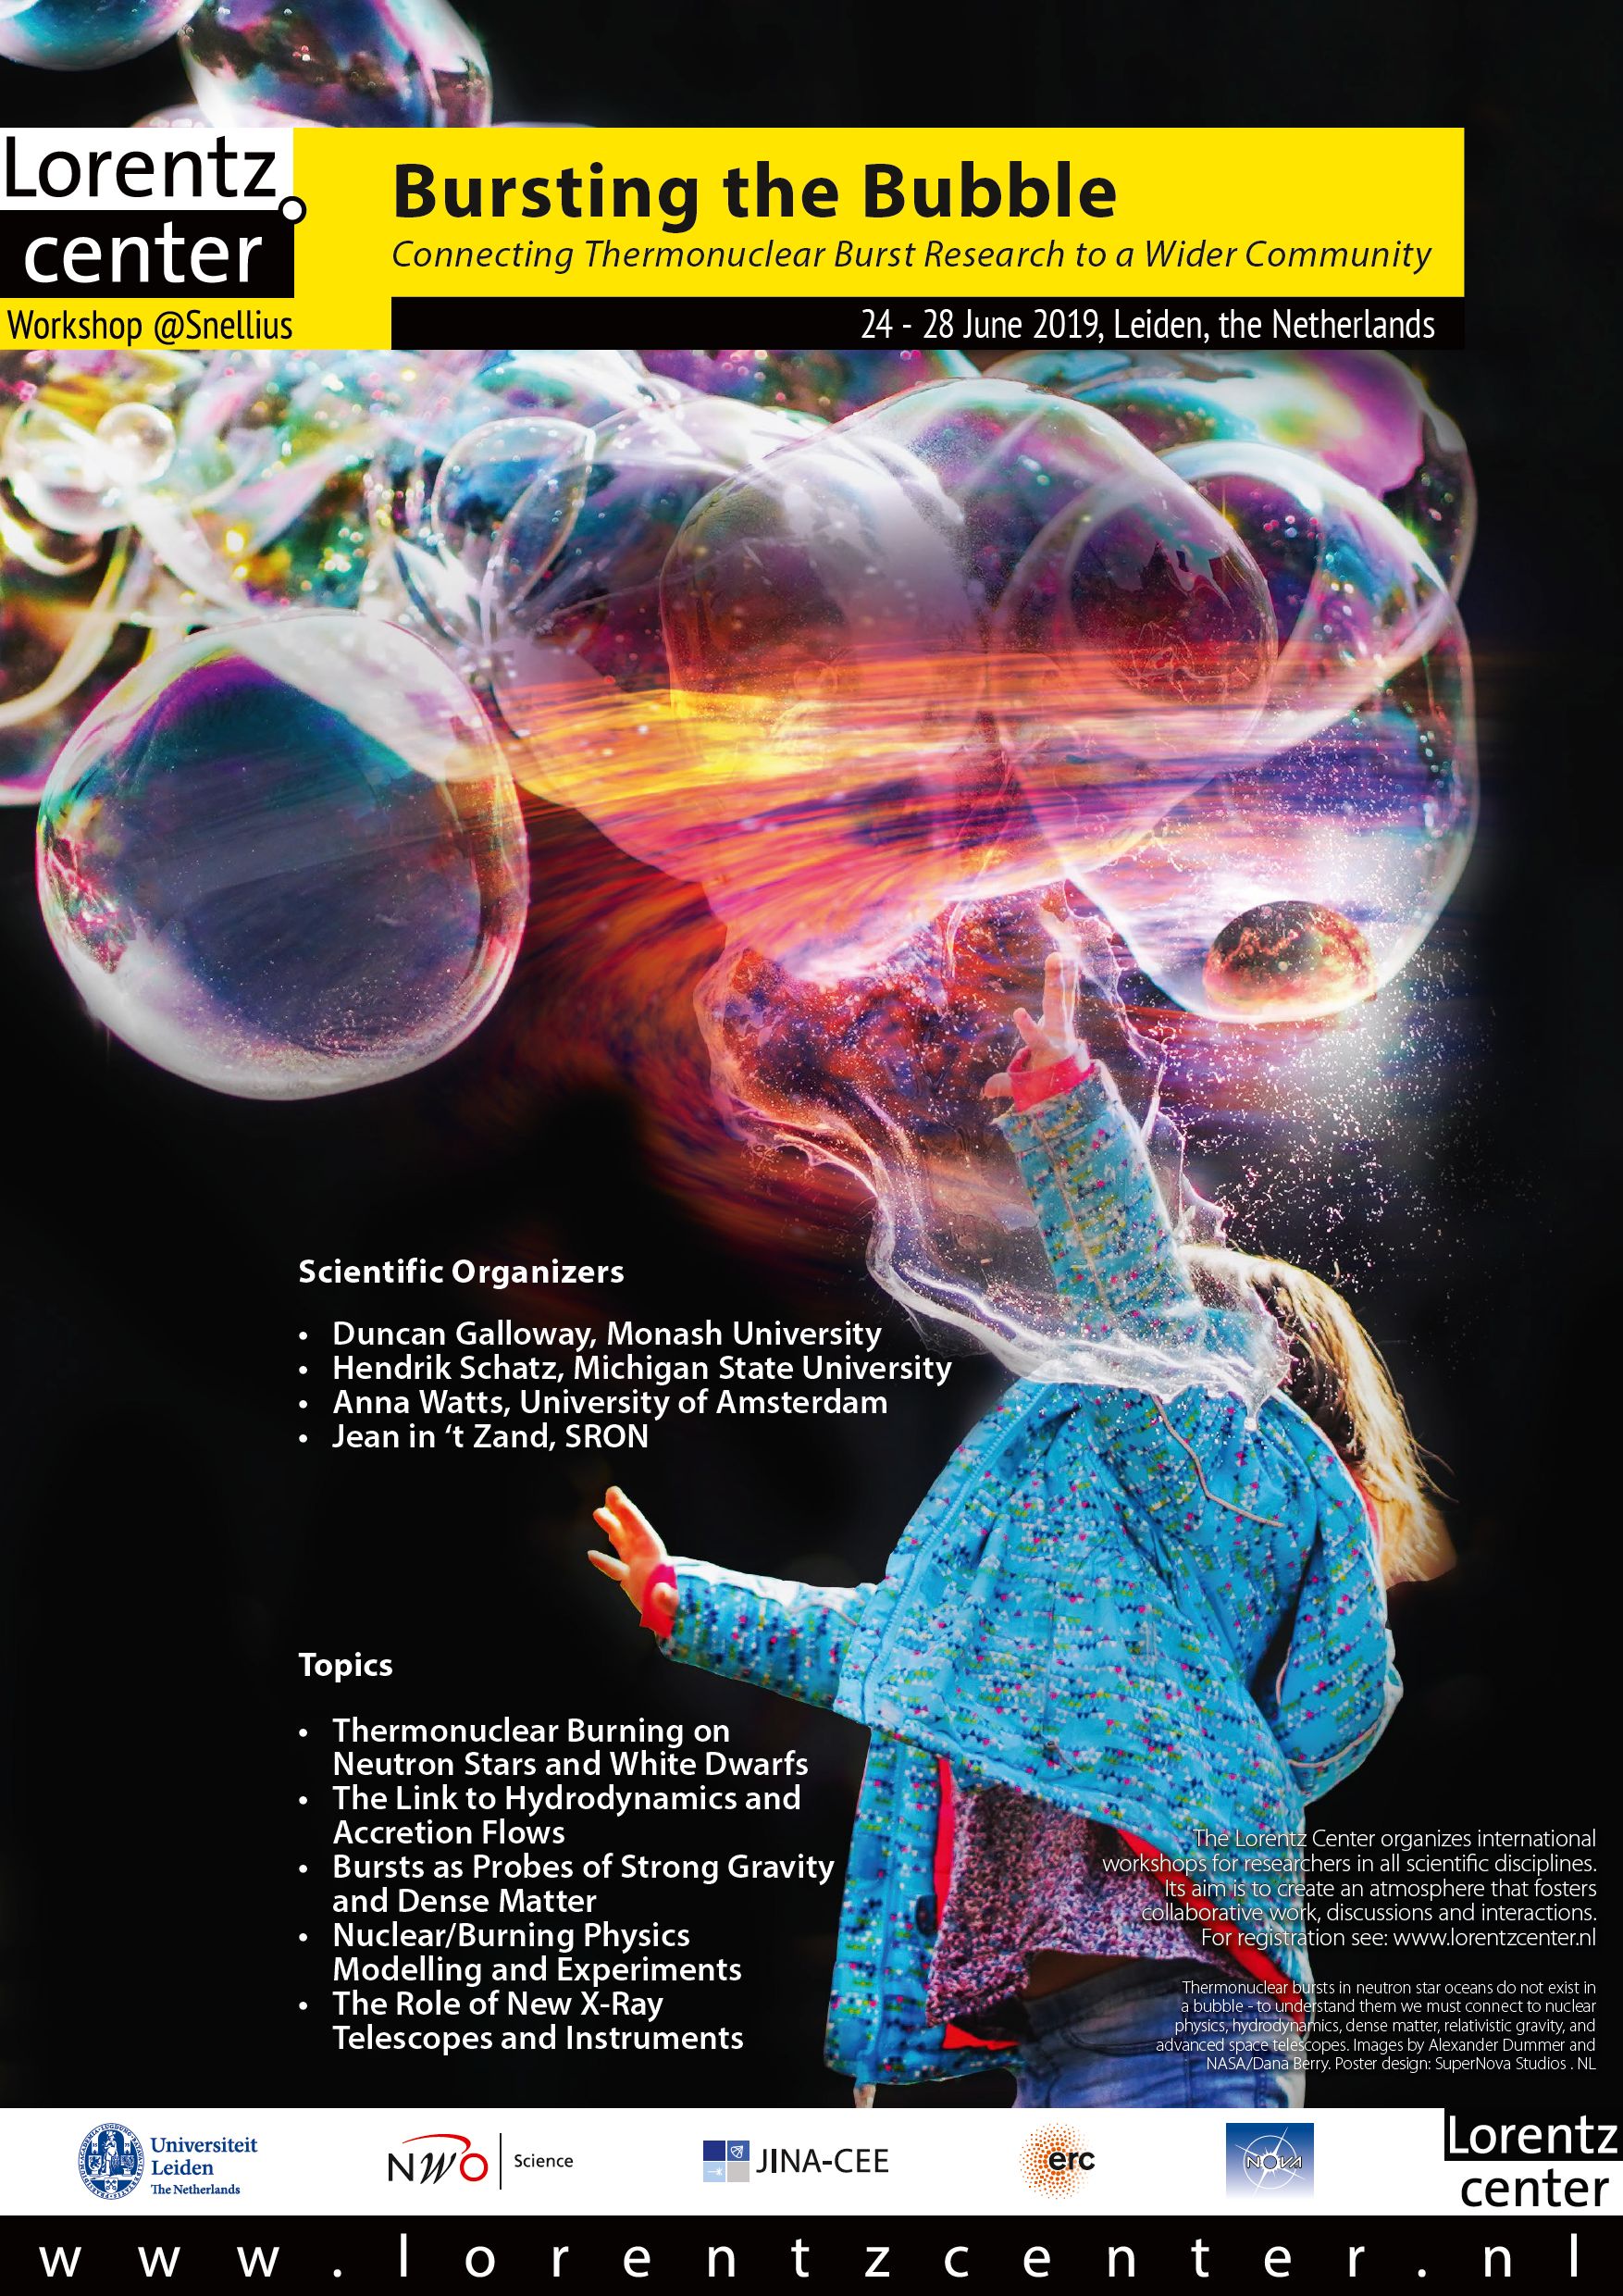 Lorentz
center
Workshop @Snellius
Bursting the Bubble
Connecting Thermonuclear Burst Research to a Wider Community
24 - 28 June 2019, Leiden, the Netherlands
Scientific Organizers
• Duncan Galloway, Monash University
• Hendrik Schatz, Michigan State University
• Anna Watts, University of Amsterdam
• Jean in ‘t Zand, SRON
Topics
• Thermonuclear Burning on
Neutron Stars and White Dwarfs
• The Link to Hydrodynamics and
Accretion Flows
• Bursts as Probes of Strong Gravity
and Dense Matter
• Nuclear/Burning Physics
Modelling and Experiments
• The Role of New X-Ray
Telescopes and Instruments
The Lorentz Center organizes international
workshops for researchers in all scientific disciplines.
Its aim is to create an atmosphere that fosters
collaborative work, discussions and interactions.
For registration see: www.lorentzcenter.nl
Thermonuclear bursts in neutron star oceans do not exist in
a bubble - to understand them we must connect to nuclear
physics, hydrodynamics, dense matter, relativistic gravity, and
advanced space telescopes. Images by Alexander Dummer and
NASA/Dana Berry. Poster design: SuperNova Studios . NL
Universiteit
Leiden
The Netherlands
NWO
Science
JINA-CEE
erc
NOVA
Lorentz
center
www.lorentzcenter.nl